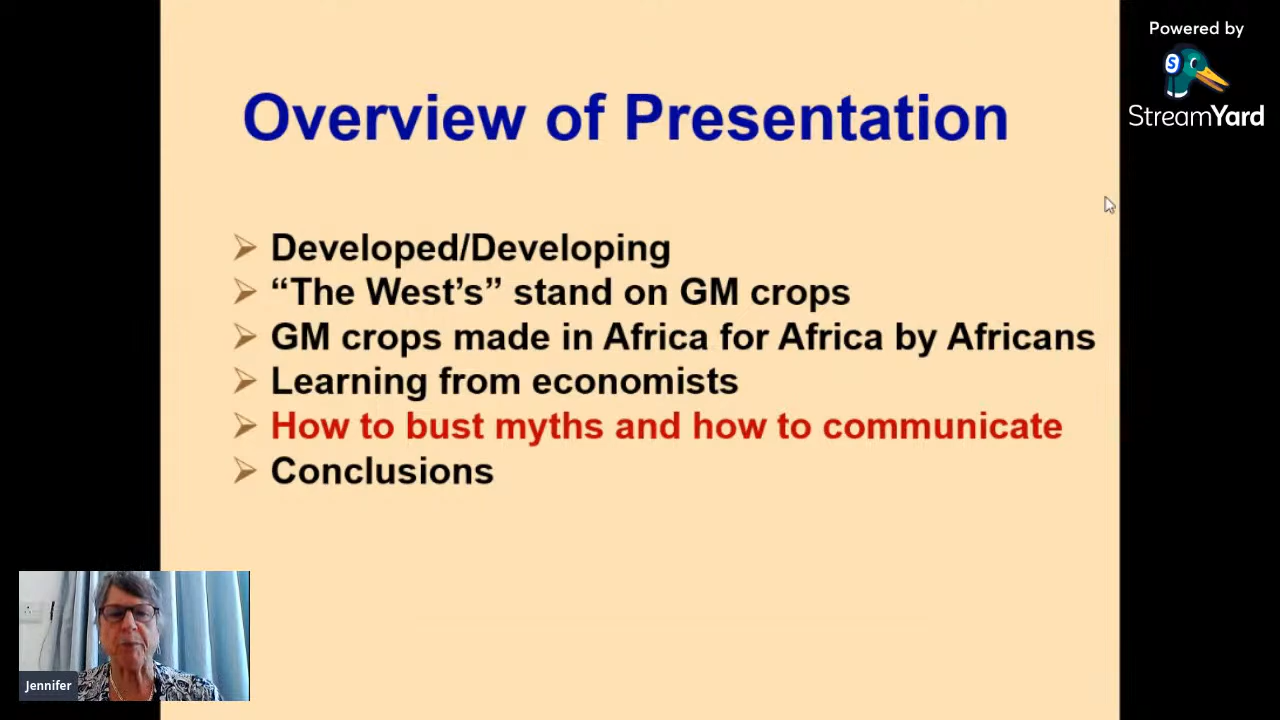 Powered by
S
StreamYard
Overview of Presentation
Developed/Developing
“The West’s” stand on GM crops
GM crops made in Africa for Africa by Africans
Learning from economists
How to bust myths and how to communicate
Conclusions
Jennifer